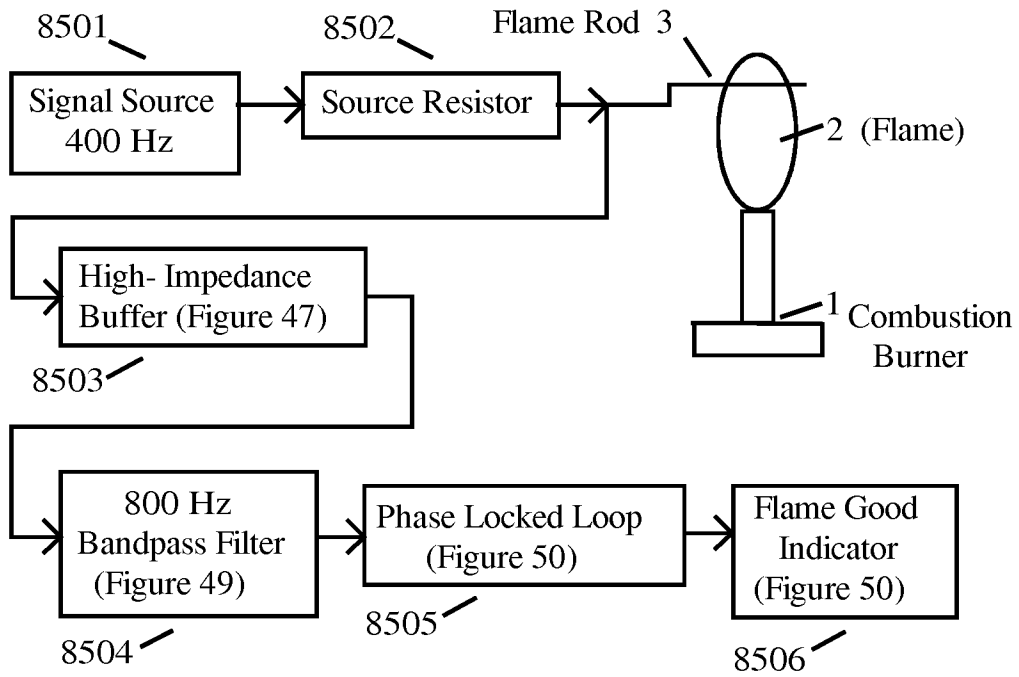 8501
Signal Source
400 Hz
8502
Source Resistor
Flame Rod 3
2 (Flame)
1 Combustion
Burner
High- Impedance
Buffer (Figure 47)
8503
800 Hz
Bandpass Filter
(Figure 49)
8504
Phase Locked Loop
(Figure 50)
8505
Flame Good
Indicator
(Figure 50)
8506